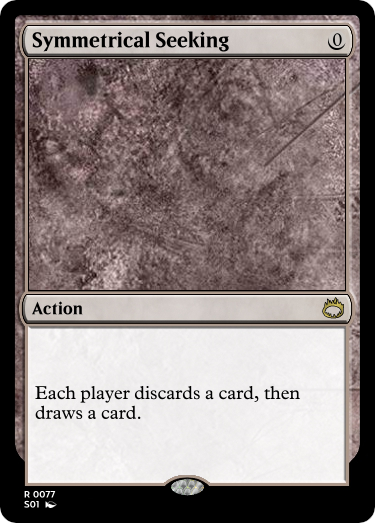 Symmetrical Seeking 0
Action
Each player discards a card, then
draws a card.
R 0077
S01